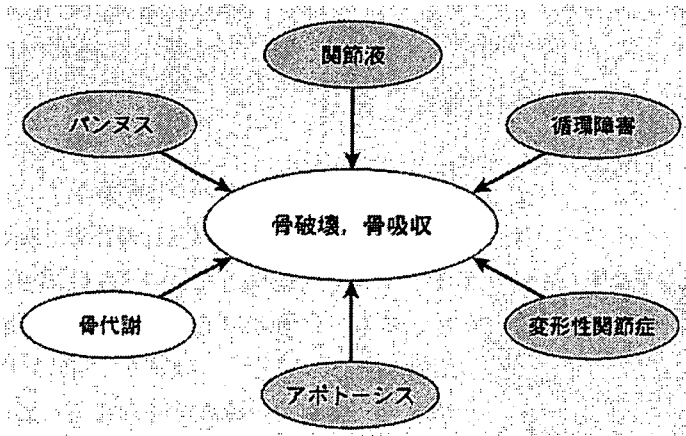 関節液
パンヌス
循環障害
骨破壊，骨吸収
骨代謝
変形性関節症
アポトーシス